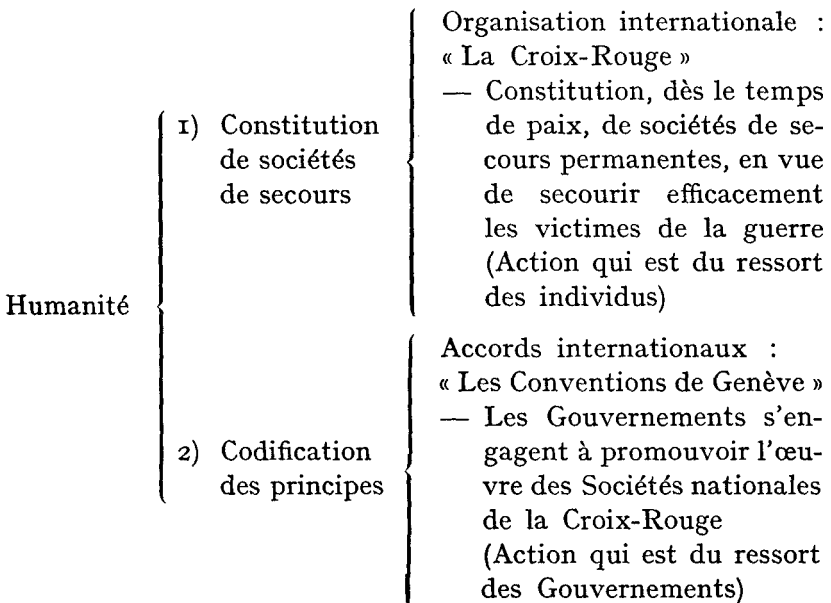 Humanité
1) Constitution
de sociétés
de secours
Organisation internationale :
« La Croix-Rouge »
— Constitution, dès le temps
de paix, de sociétés de se-
cours permanentes, en vue
de secourir efficacement
les victimes de la guerre
(Action qui est du ressort
des individus)
2) Codification
des principes
Accords internationaux :
« Les Conventions de Genève »
— Les Gouvernements s'en-
gagent à promouvoir l'œu-
vre des Sociétés nationales
de la Croix-Rouge
(Action qui est du ressort
des Gouvernements)